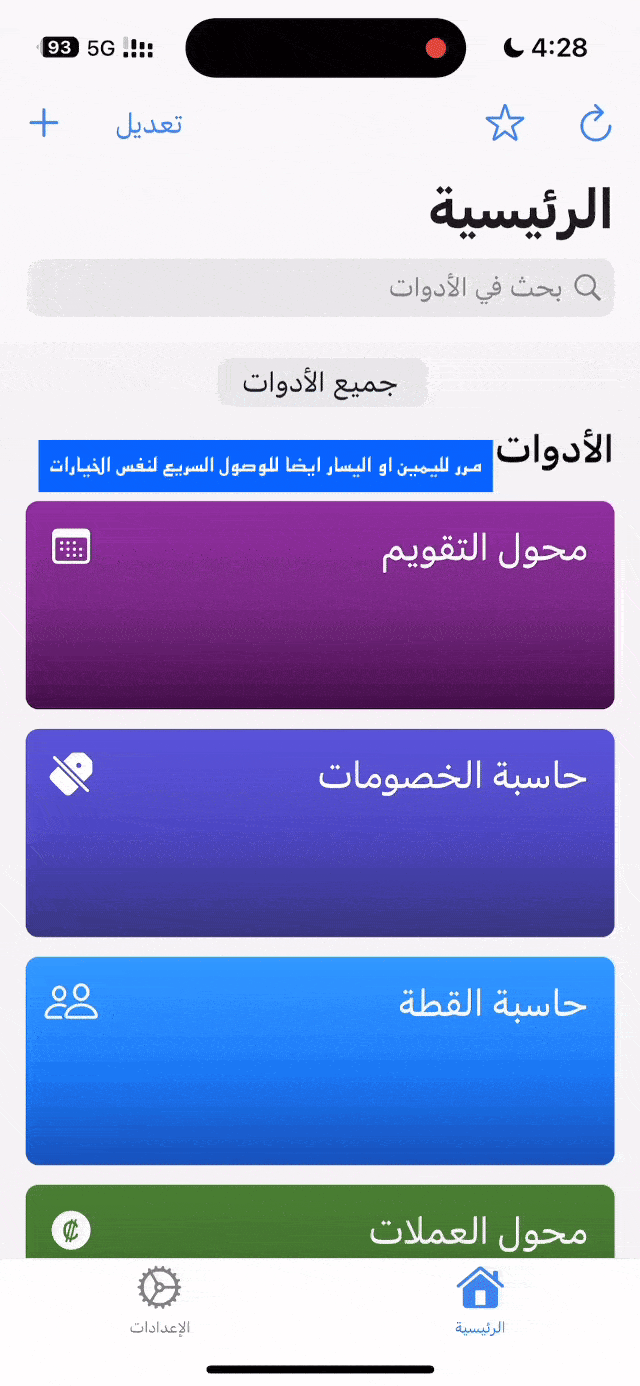 4:28
5G 93
تعديل
الرئيسية
بحث في الأدوات
جميع الأدوات
الأدوات
مرر لليمين او اليسار ايضا للوصول السريع لنفس الخيارات
محول التقويم
حاسبة الخصومات
حاسبة القطة
محول العملات
الرئيسية
الإعدادات